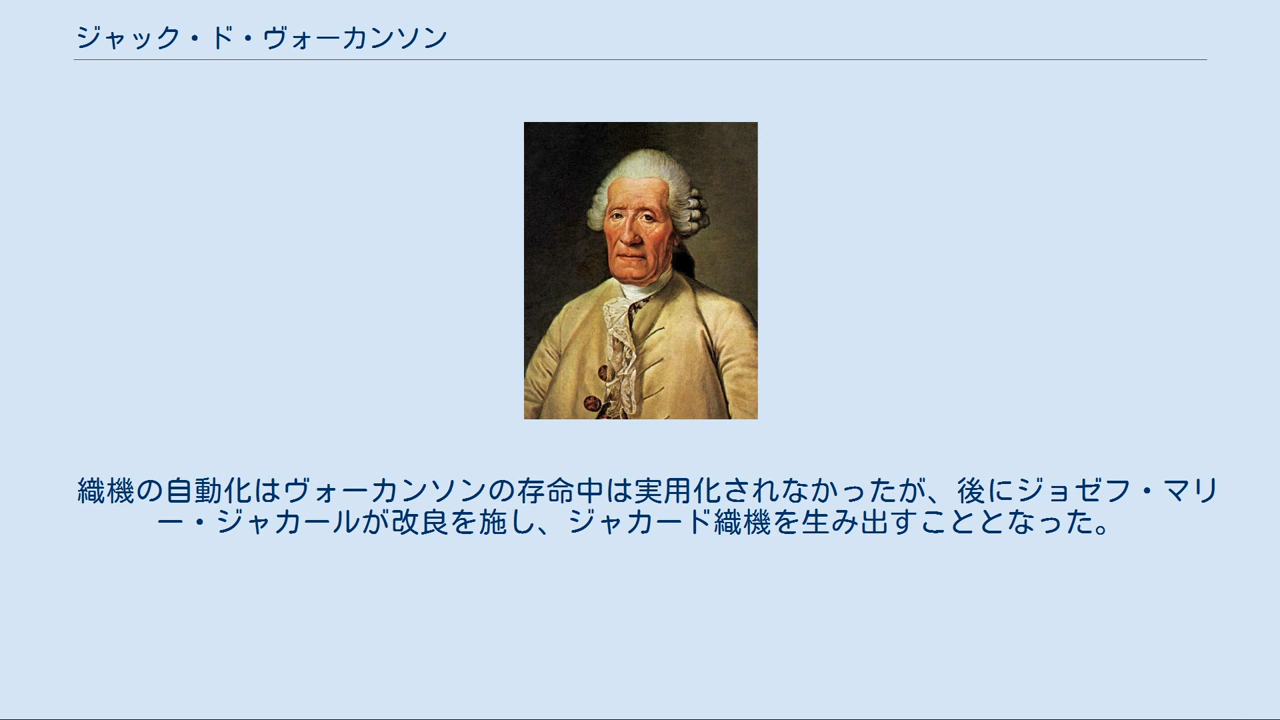 ジャック・ド・ヴォーカンソン
織機の自動化はヴォーカンソンの存命中は実用化されなかったが、後にジョゼフ・マリ
ー・ジャカールが改良を施し、ジャカード織機を生み出すこととなった。